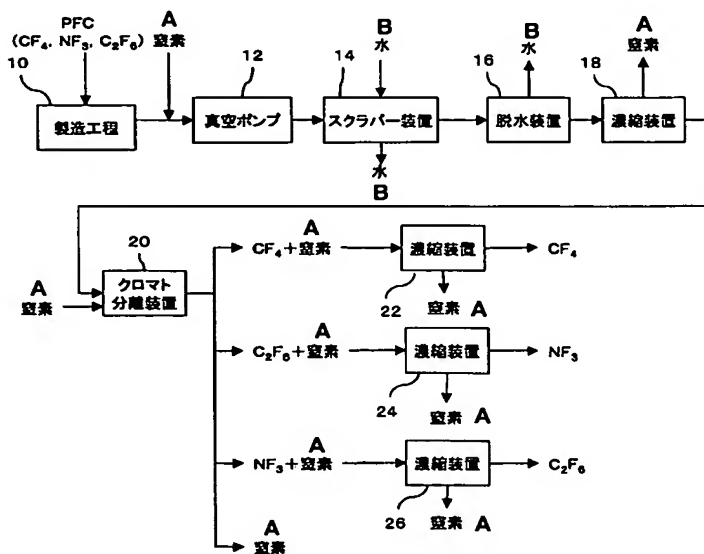 PFC
(CF₄, NF₃, C₂F₆)
A
窒素
10
製造工程
12
真空ポンプ
B
水
14
スクラバー装置
水
B
B
水
16
脱水装置
A
窒素
18
濃縮装置
20
クロマト
分離装置
A
窒素
A
CF₄+窒素
濃縮装置
CF₄
22
窒素 A
A
C₂F₆+窒素
濃縮装置
NF₃
24
窒素 A
A
NF₃+窒素
濃縮装置
C₂F₆
26
窒素 A
A
窒素